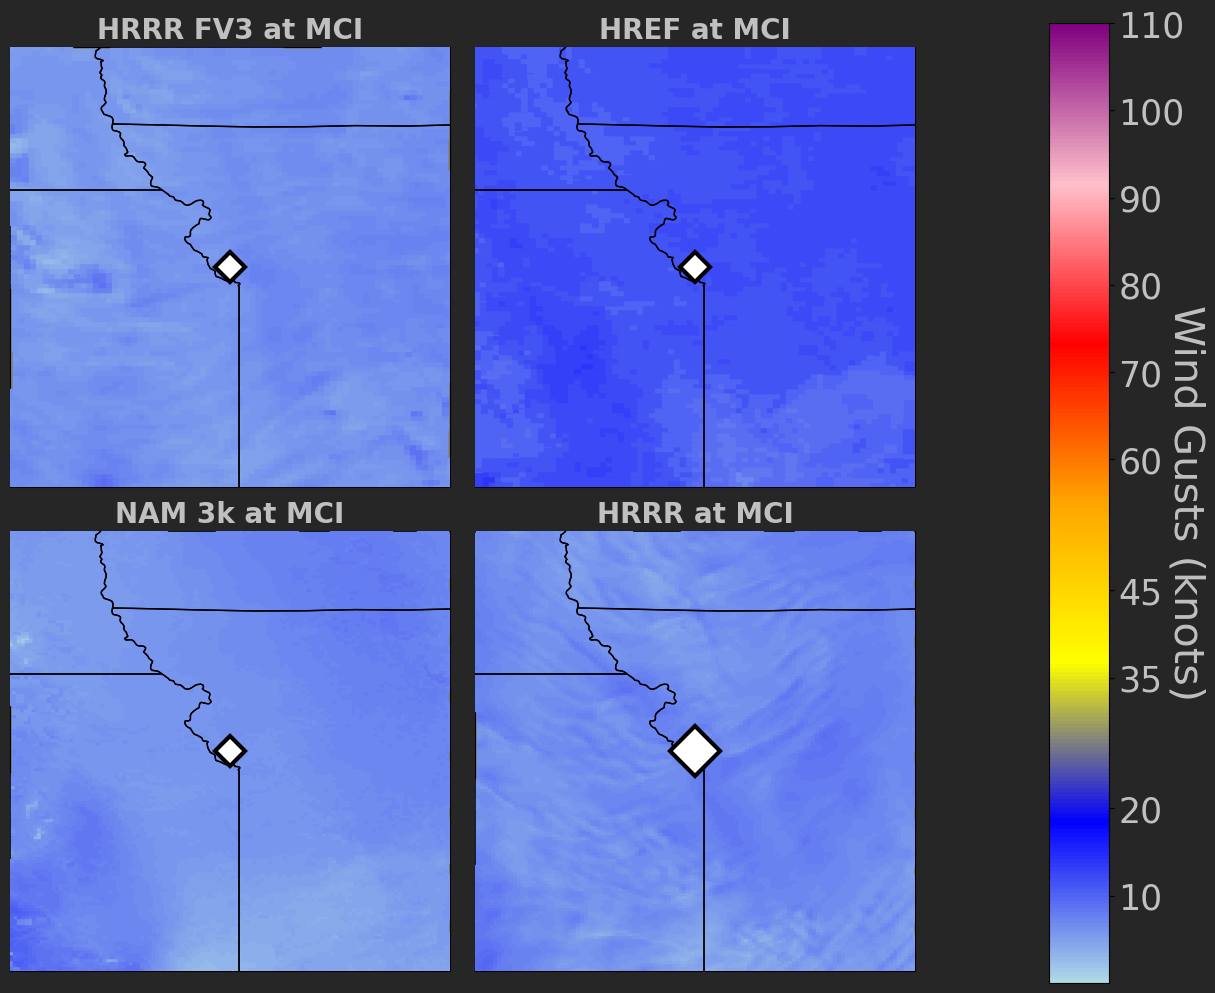 HRRR FV3 at MCI
HREF at MCI
NAM 3k at MCI
HRRR at MCI
110
100
90
80
70
60
45
35
20
10
Wind Gusts (knots)